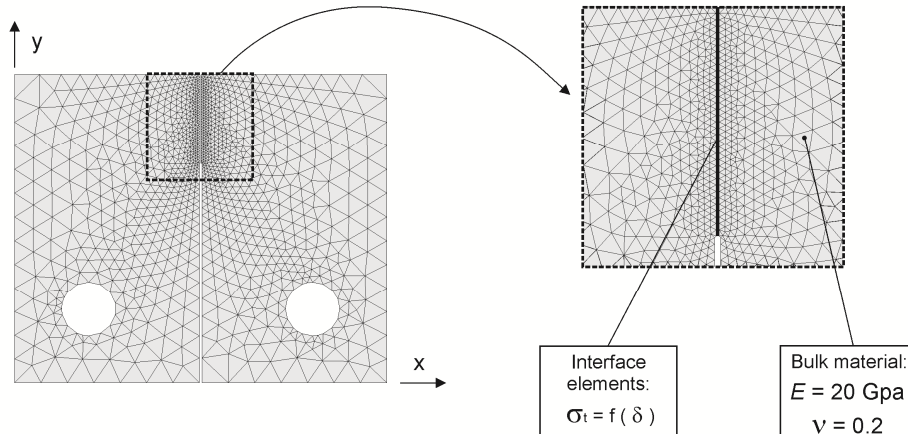 y
x
Interface
elements:
σt = f ( δ )
Bulk material:
E = 20 Gpa
ν = 0.2